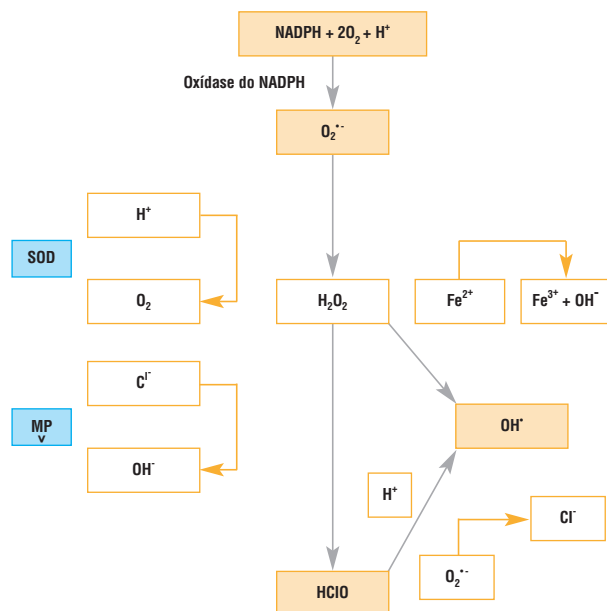 NADPH + 2O₂ + H⁺
Oxídase do NADPH
O₂•⁻
H⁺
SOD
O₂
H₂O₂
Fe²⁺
Fe³⁺ + OH⁻
Cˡ⁻
MP
v
OH⁻
OH•
H⁺
Cl⁻
O₂•⁻
HClO